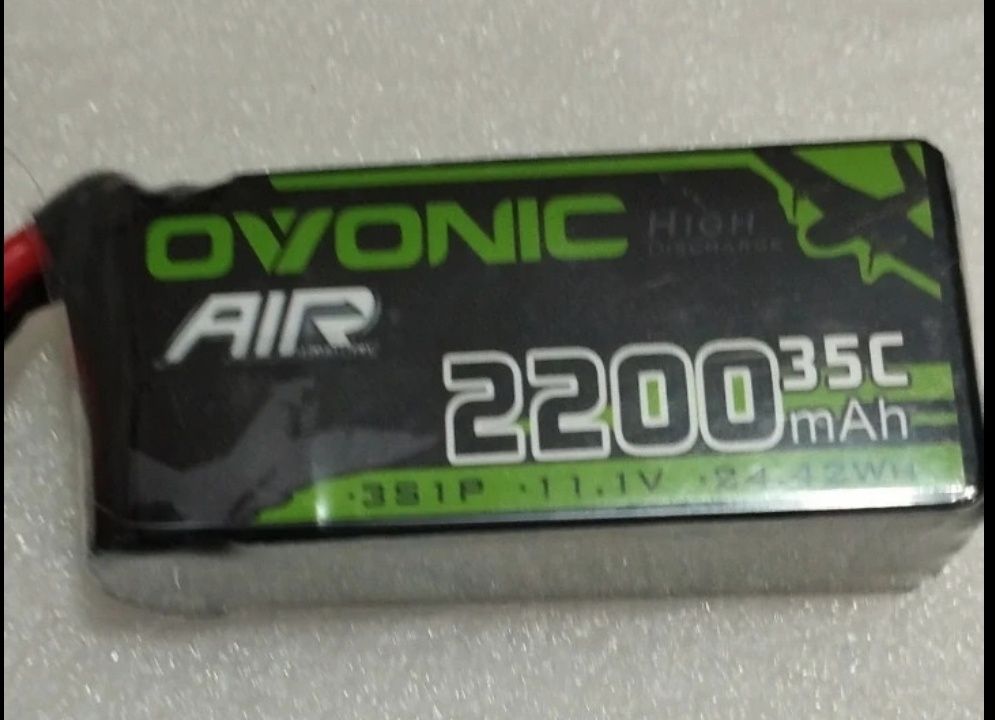 OVONIC HIGH
DISCHARGE
AIR
35C
2200 mAh
·3S1P ·11.1V ·24.42WH